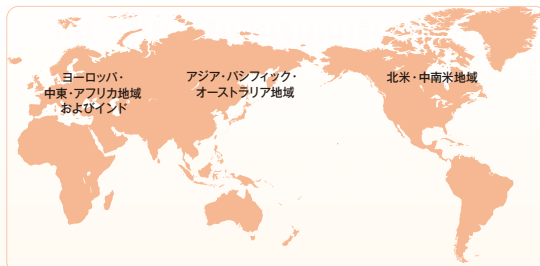 ヨーロッパ・
中東・アフリカ地域
およびインド
アジア・パシフィック・
オーストラリア地域
北米・中南米地域